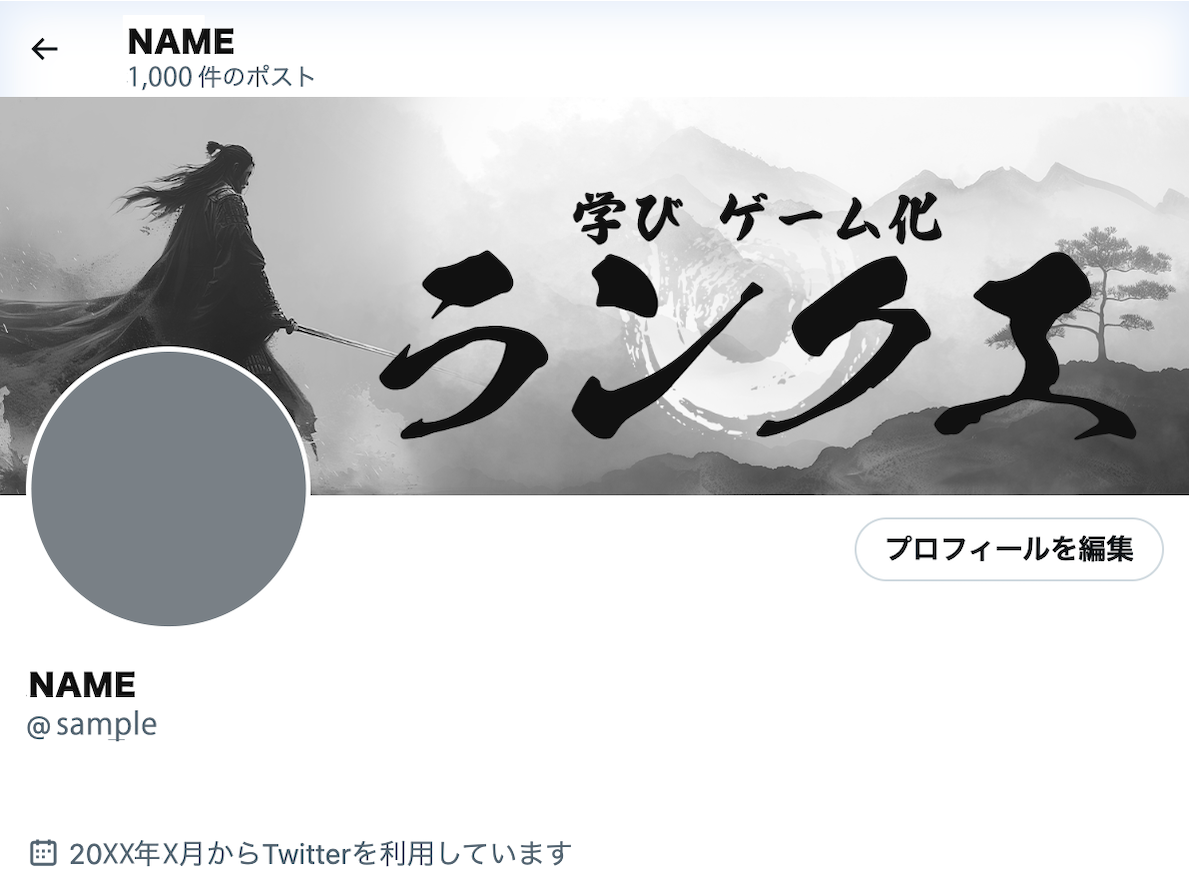 NAME
1,000 件のポスト
学び ゲーム化
ランクエ
プロフィールを編集
NAME
@sample
20XX年X月からTwitterを利用しています